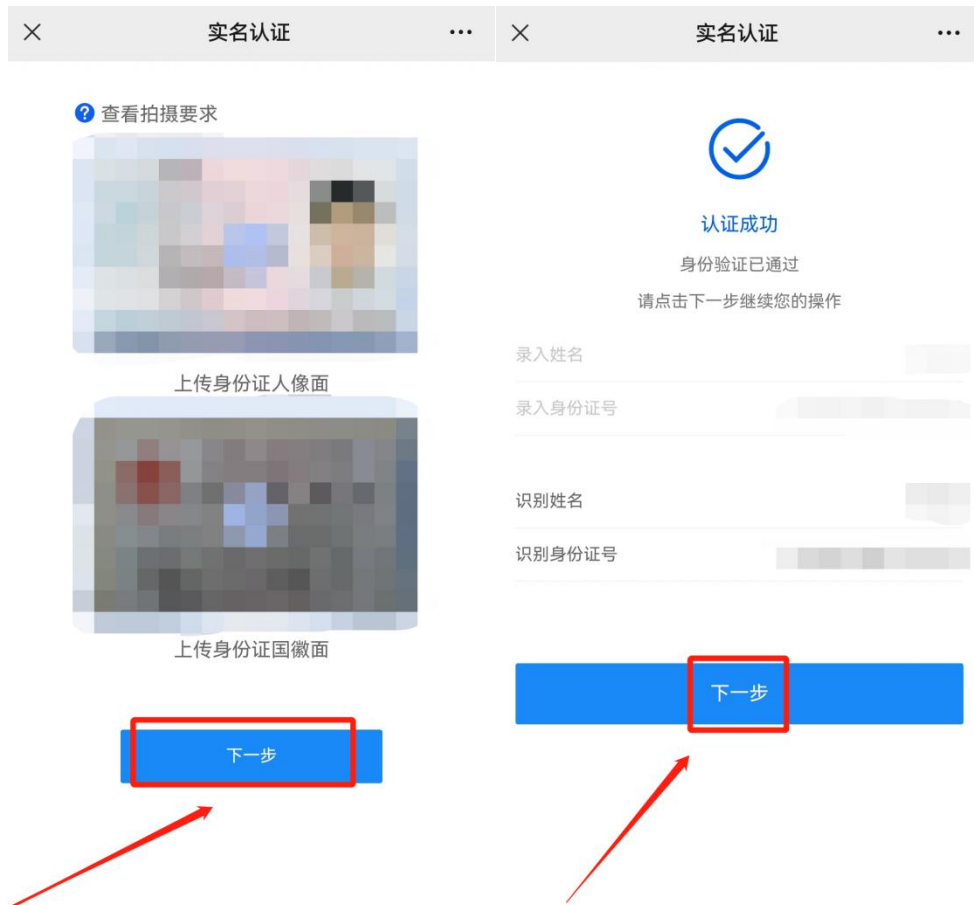 实名认证
查看拍摄要求
上传身份证人像面
上传身份证国徽面
下一步
实名认证
认证成功
身份验证已通过
请点击下一步继续您的操作
录入姓名
录入身份证号
识别姓名
识别身份证号
下一步